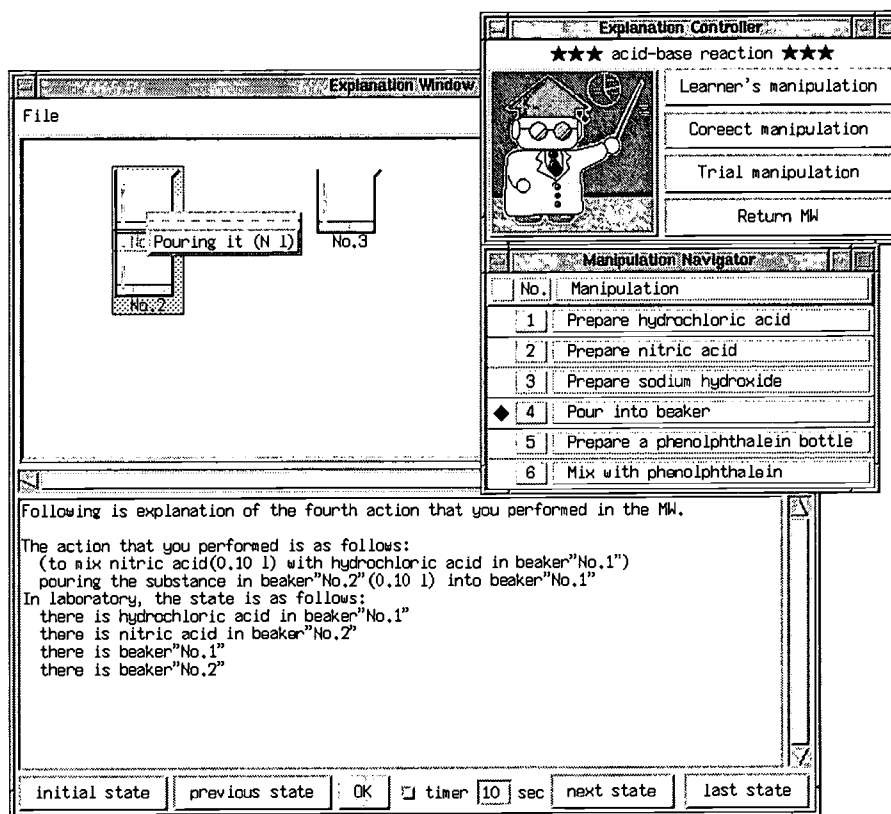 Explanation Controller
★★★ acid-base reaction ★★★
Learner's manipulation
Coreect manipulation
Trial manipulation
Return MW
Explanation Window
File
Pouring it (N l)
No.3
No.2
Manipulation Navigator
No. Manipulation
1 Prepare hydrochloric acid
2 Prepare nitric acid
3 Prepare sodium hydroxide
◆ 4 Pour into beaker
5 Prepare a phenolphthalein bottle
6 Mix with phenolphthalein
Following is explanation of the fourth action that you performed in the MW.
The action that you performed is as follows:
(to mix nitric acid(0.10 l) with hydrochloric acid in beaker"No.1")
pouring the substance in beaker"No.2"(0.10 l) into beaker"No.1"
In laboratory, the state is as follows:
there is hydrochloric acid in beaker"No.1"
there is nitric acid in beaker"No.2"
there is beaker"No.1"
there is beaker"No.2"
initial state previous state OK timer 10 sec next state last state